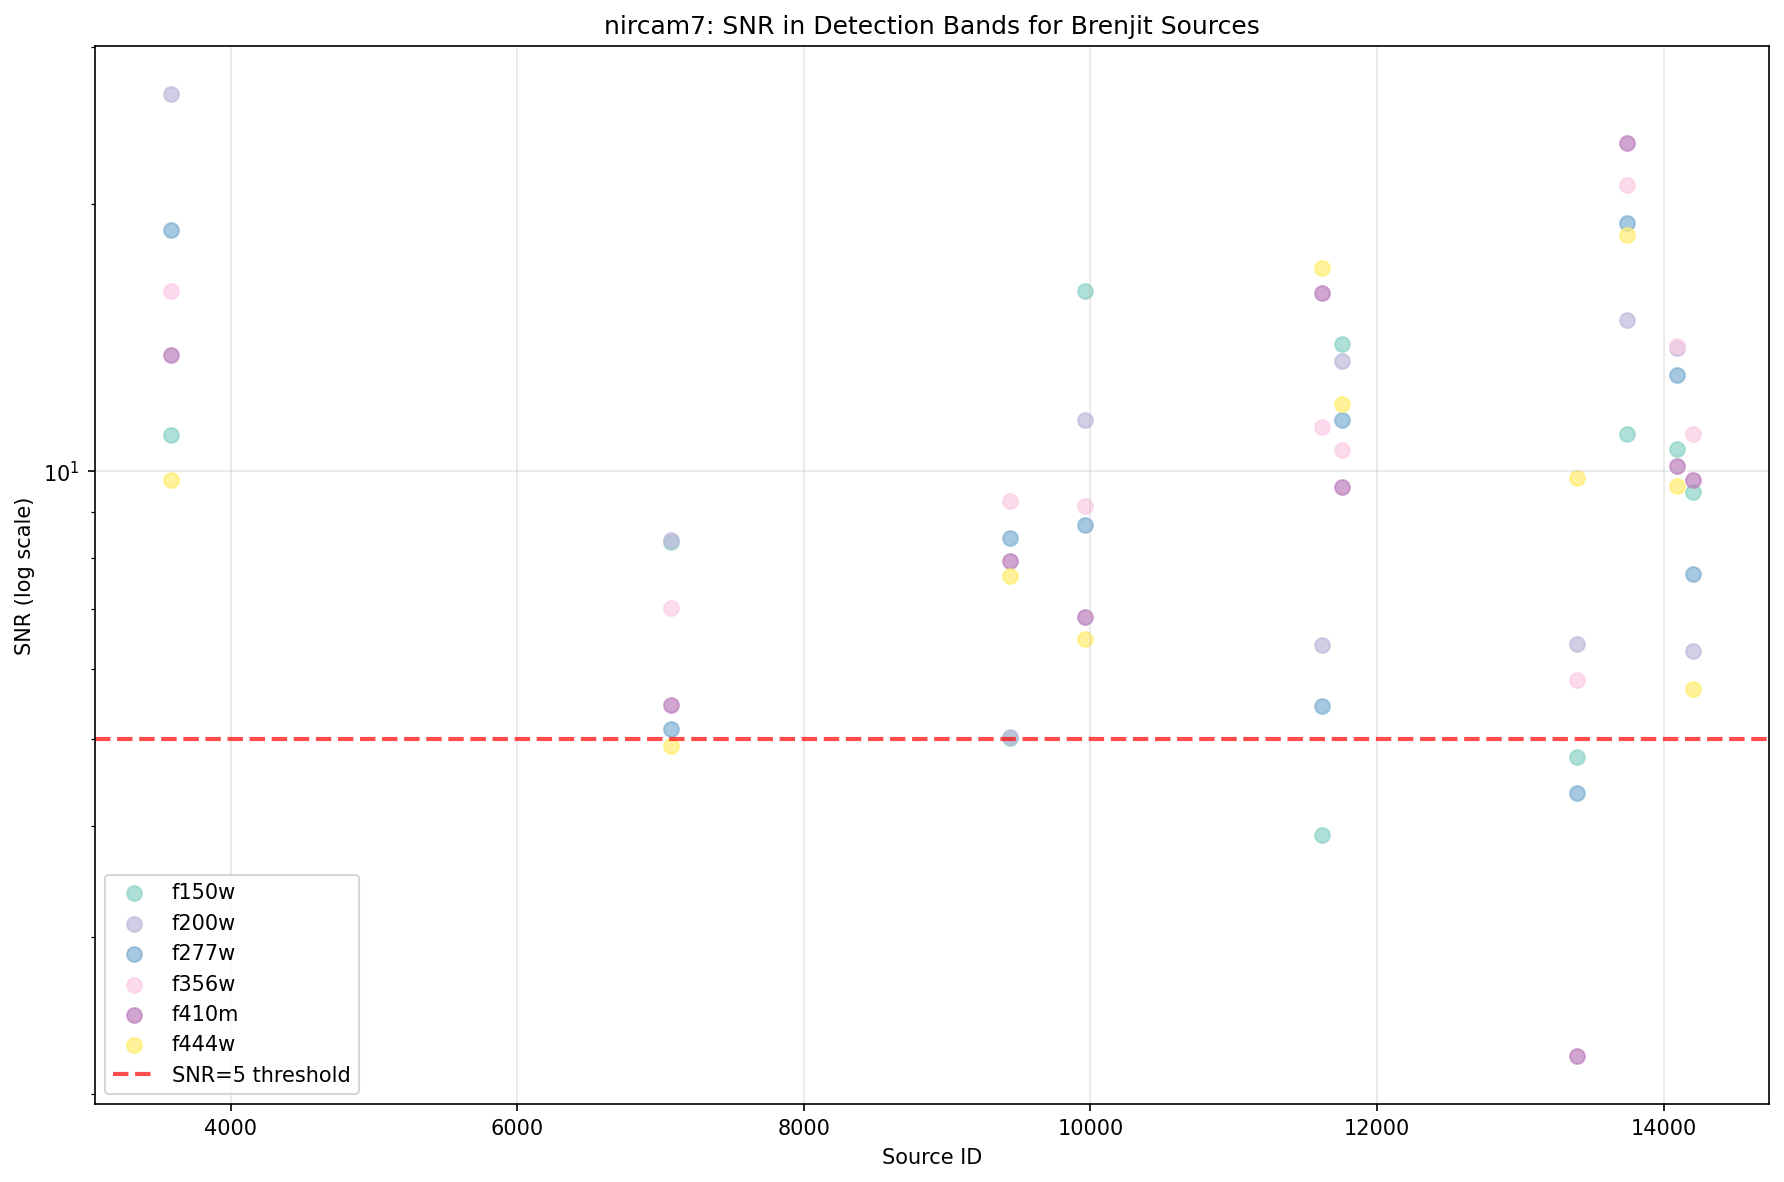 nircam7: SNR in Detection Bands for Brenjit Sources
SNR (log scale)
10¹
f150w
f200w
f277w
f356w
f410m
f444w
SNR=5 threshold
4000
6000
8000
10000
12000
14000
Source ID